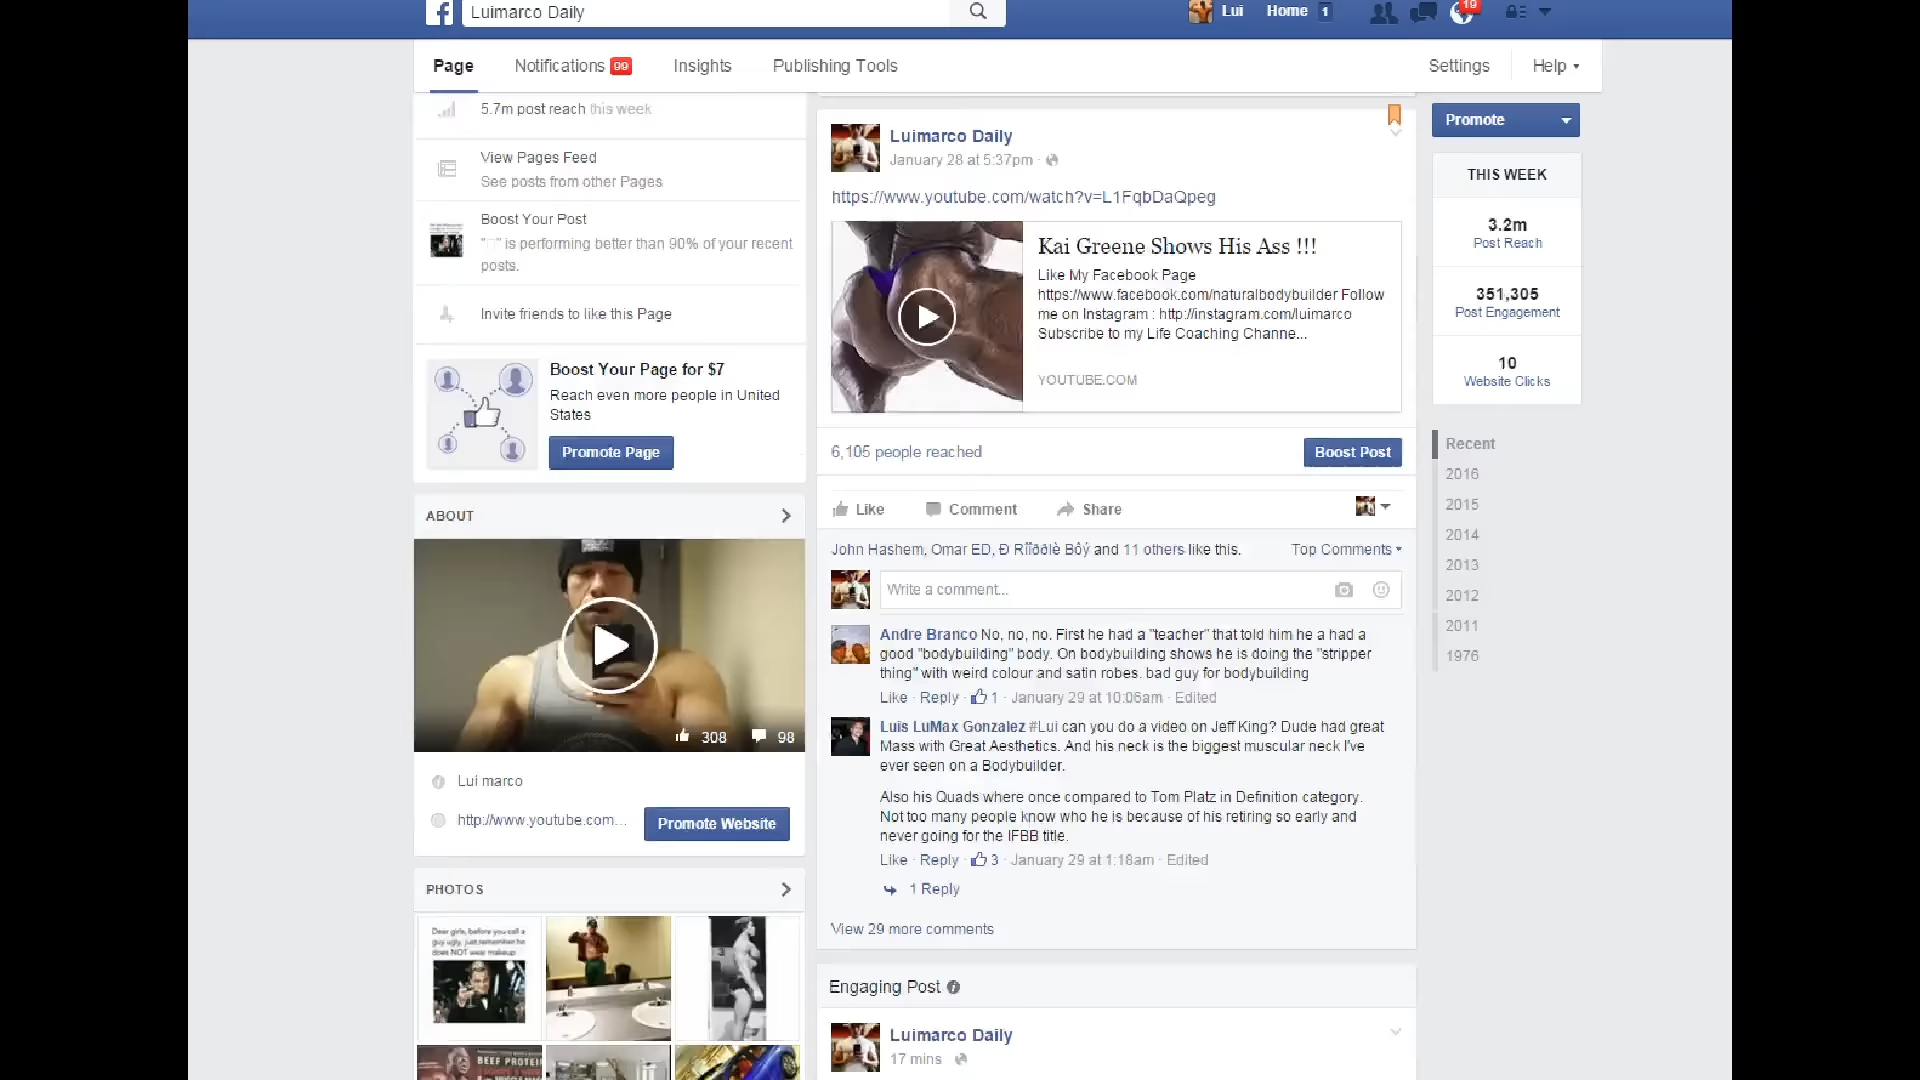 Luimarco Daily
Lui
Home 1
19
Page
Notifications 99
Insights
Publishing Tools
Settings
Help
5.7m post reach this week
View Pages Feed
See posts from other Pages
Boost Your Post
" " is performing better than 90% of your recent
posts.
Invite friends to like this Page
Boost Your Page for $7
Reach even more people in United
States
Promote Page
ABOUT
308
98
Lui marco
http://www.youtube.com...
Promote Website
PHOTOS
Dear girls, before you call a
guy ugly, just remember he
does NOT wear makeup
BEEF PROTEIN
Luimarco Daily
January 28 at 5:37pm ·
https://www.youtube.com/watch?v=L1FqbDaQpeg
Kai Greene Shows His Ass !!!
Like My Facebook Page
https://www.facebook.com/naturalbodybuilder Follow
me on Instagram : http://instagram.com/luimarco
Subscribe to my Life Coaching Channe...
YOUTUBE.COM
6,105 people reached
Boost Post
Like
Comment
Share
John Hashem, Omar ED, and 11 others like this.
Top Comments
Write a comment...
Andre Branco No, no, no. First he had a "teacher" that told him he a had a
good "bodybuilding" body. On bodybuilding shows he is doing the "stripper
thing" with weird colour and satin robes. bad guy for bodybuilding
Like · Reply · 1 · January 29 at 10:06am · Edited
Luis LuMax Gonzalez #Lui can you do a video on Jeff King? Dude had great
Mass with Great Aesthetics. And his neck is the biggest muscular neck I've
ever seen on a Bodybuilder.
Also his Quads where once compared to Tom Platz in Definition category.
Not too many people know who he is because of his retiring so early and
never going for the IFBB title.
Like · Reply · 3 · January 29 at 1:18am · Edited
1 Reply
View 29 more comments
Engaging Post
Luimarco Daily
17 mins
Promote
THIS WEEK
3.2m
Post Reach
351,305
Post Engagement
10
Website Clicks
Recent
2016
2015
2014
2013
2012
2011
1976